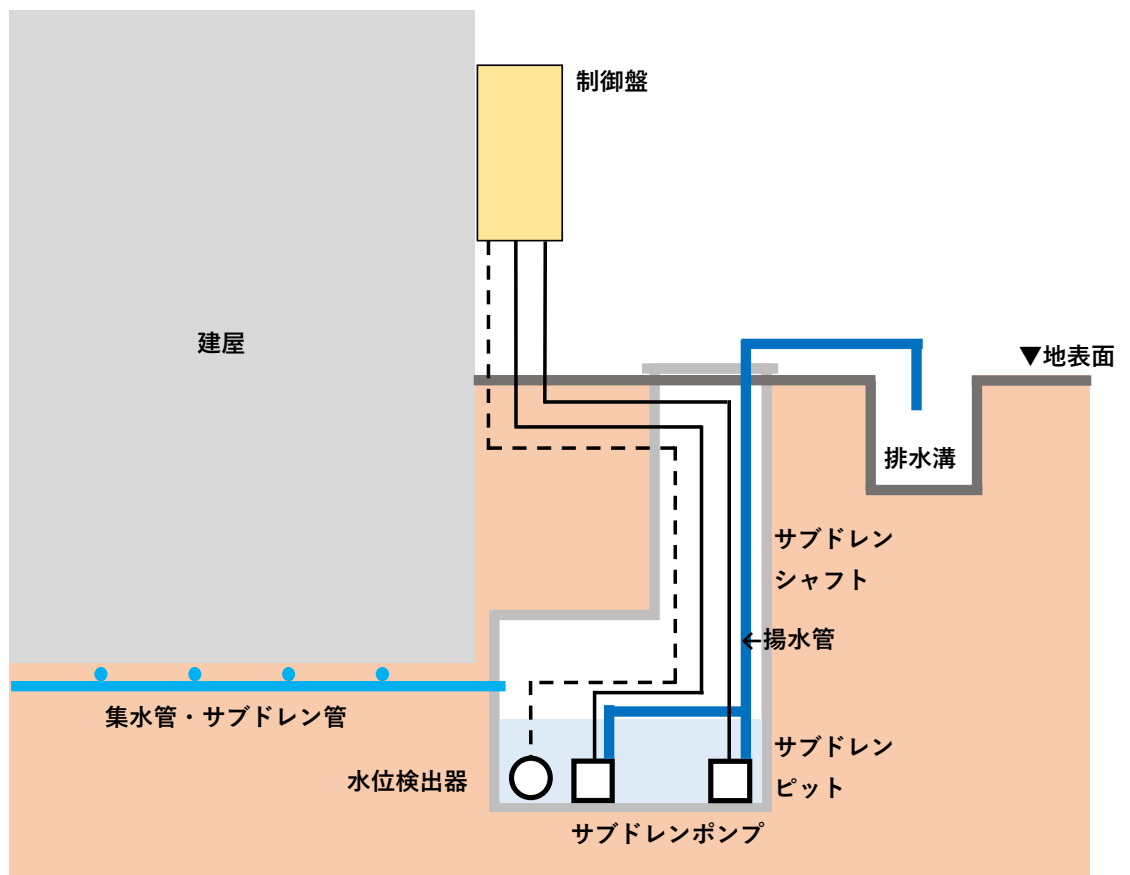 制御盤
建屋
▼地表面
排水溝
サブドレン
シャフト
←揚水管
集水管・サブドレン管
サブドレン
ピット
水位検出器
サブドレンポンプ